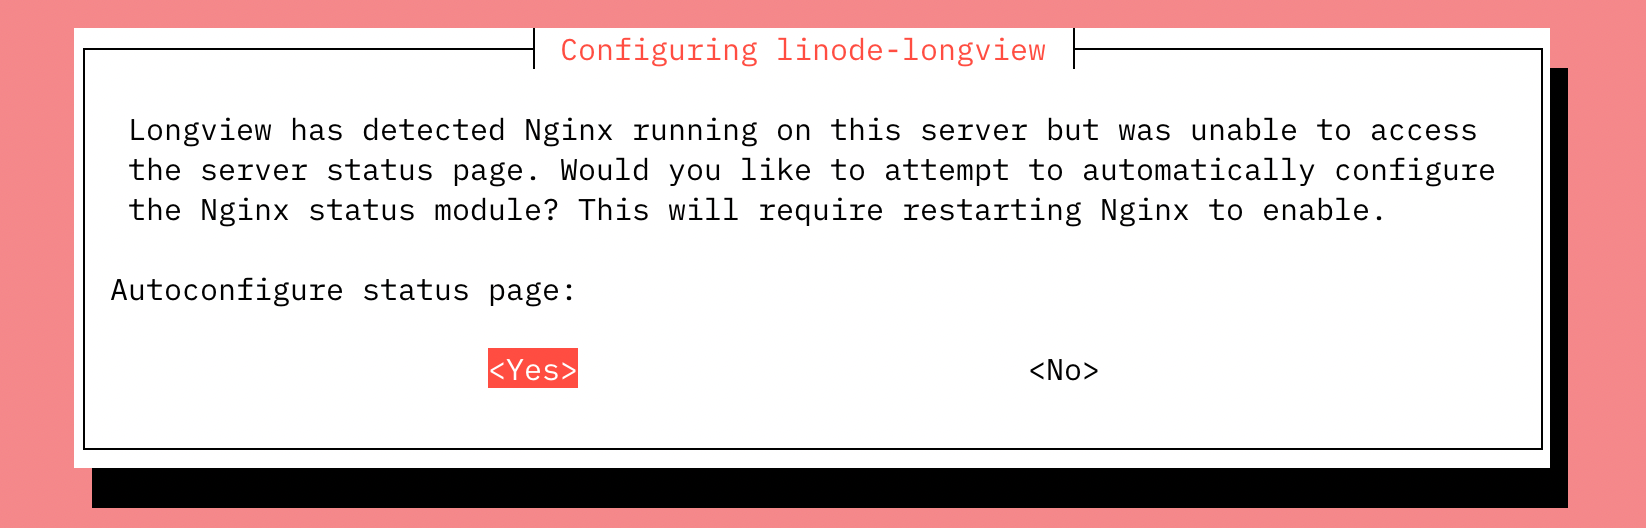 Configuring linode-longview
Longview has detected Nginx running on this server but was unable to access
the server status page. Would you like to attempt to automatically configure
the Nginx status module? This will require restarting Nginx to enable.
Autoconfigure status page:
<Yes> <No>